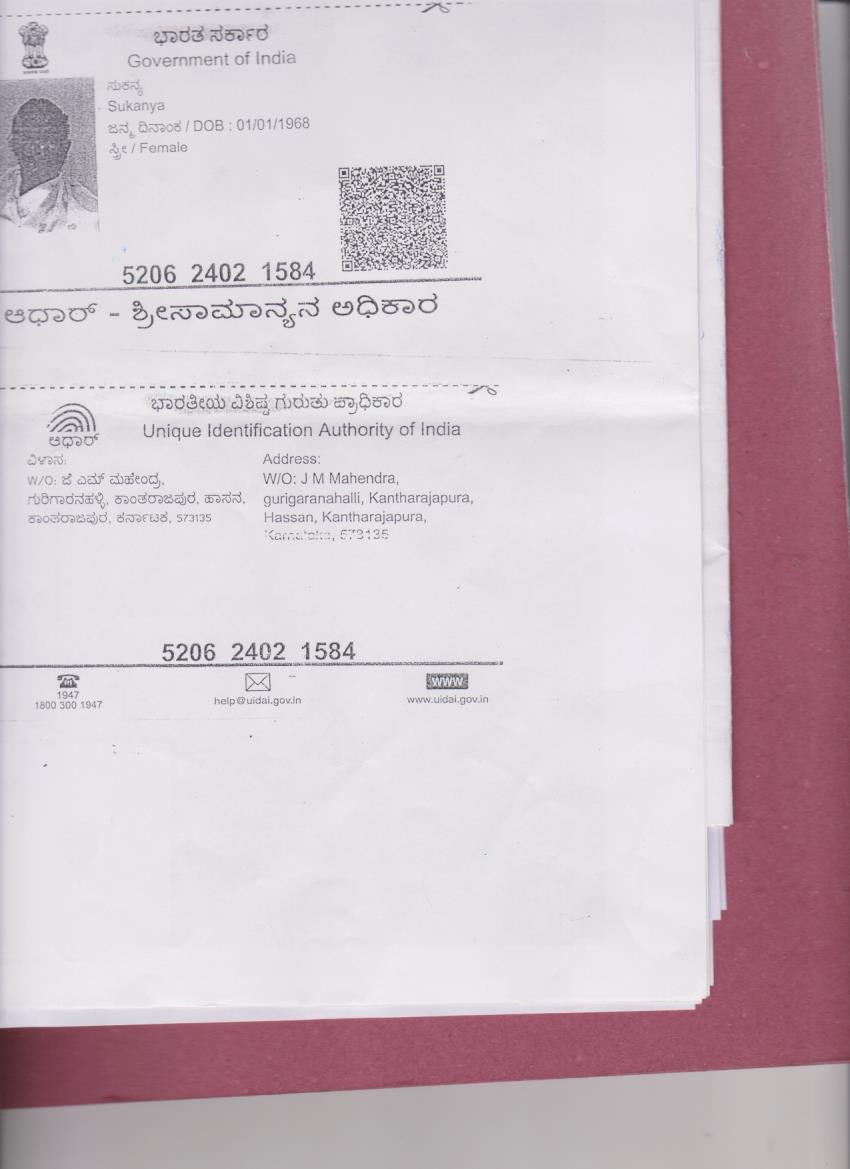 ಭಾರತ ಸರ್ಕಾರ
Government of India
ಸುಕನ್ಯ
Sukanya
ಜನ್ಮ ದಿನಾಂಕ / DOB : 01/01/1968
ಸ್ತ್ರೀ / Female
5206 2402 1584
ಆಧಾರ್ - ಶ್ರೀಸಾಮಾನ್ಯನ ಅಧಿಕಾರ
ಭಾರತೀಯ ವಿಶಿಷ್ಟ ಗುರುತು ಪ್ರಾಧಿಕಾರ
Unique Identification Authority of India
ಆಧಾರ್
ವಿಳಾಸ:
W/O: ಜೆ ಎಮ್ ಮಹೇಂದ್ರ,
ಗುರಿಗಾರನಹಳ್ಳಿ, ಕಾಂತರಾಜಪುರ, ಹಾಸನ,
ಕಾಂತರಾಜಪುರ, ಕರ್ನಾಟಕ, 573135
Address:
W/O: J M Mahendra,
gurigaranahalli, Kantharajapura,
Hassan, Kantharajapura,
Karnataka, 573135
5206 2402 1584
1947
1800 300 1947
help@uidai.gov.in
www
www.uidai.gov.in